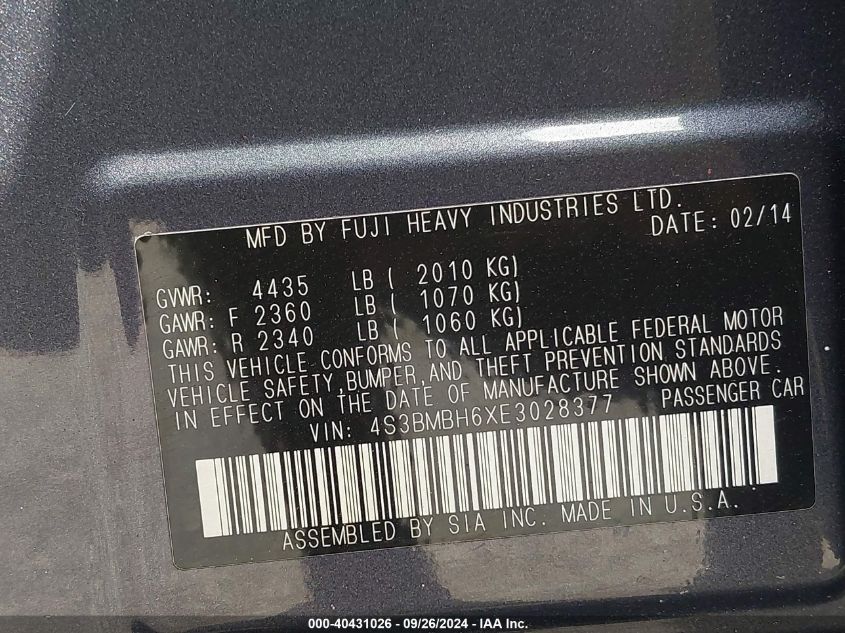 MFD BY FUJI HEAVY INDUSTRIES LTD.
DATE: 02/14
GVWR: 4435 LB ( 2010 KG)
GAWR: F 2360 LB ( 1070 KG)
GAWR: R 2340 LB ( 1060 KG)
THIS VEHICLE CONFORMS TO ALL APPLICABLE FEDERAL MOTOR
VEHICLE SAFETY,BUMPER,AND THEFT PREVENTION STANDARDS
IN EFFECT ON THE DATE OF MANUFACTURE SHOWN ABOVE.
VIN: 4S3BMBH6XE3028377 PASSENGER CAR
ASSEMBLED BY SIA INC. MADE IN U.S.A.
000-40431026 - 09/26/2024 - IAA Inc.